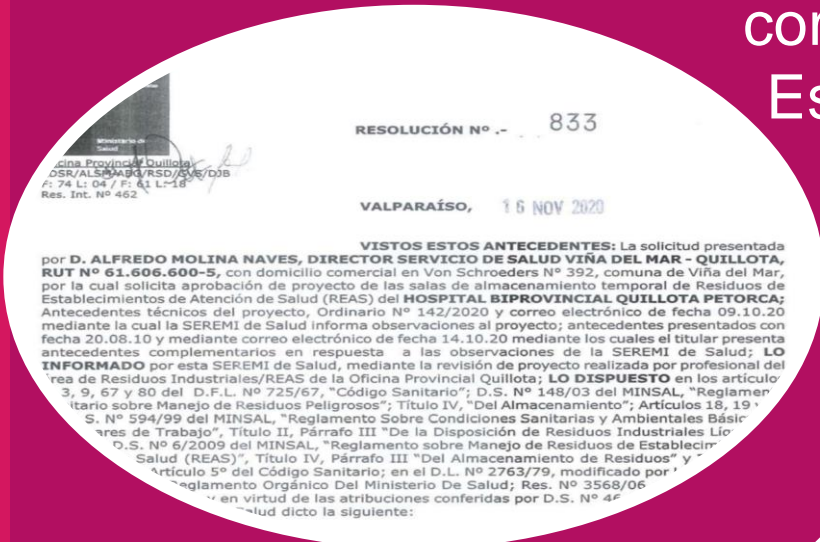 con
Es
Ministerio de
Salud
RESOLUCIÓN Nº .- 833
Oficina Provincial Quillota
F: 74 L: 04 / F: 61 L: 18
Res. Int. Nº 462
VALPARAÍSO, 16 NOV 2020
VISTOS ESTOS ANTECEDENTES: La solicitud presentada
por D. ALFREDO MOLINA NAVES, DIRECTOR SERVICIO DE SALUD VIÑA DEL MAR - QUILLOTA,
RUT Nº 61.606.600-5, con domicilio comercial en Von Schroeders Nº 392, comuna de Viña del Mar,
por la cual solicita aprobación de proyecto de las salas de almacenamiento temporal de Residuos de
Establecimientos de Atención de Salud (REAS) del HOSPITAL BIPROVINCIAL QUILLOTA PETORCA;
Antecedentes técnicos del proyecto, Ordinario Nº 142/2020 y correo electrónico de fecha 09.10.20
mediante la cual la SEREMI de Salud informa observaciones al proyecto; antecedentes presentados con
fecha 20.08.10 y mediante correo electrónico de fecha 14.10.20 mediante los cuales el titular presenta
antecedentes complementarios en respuesta a las observaciones de la SEREMI de Salud; LO
INFORMADO por esta SEREMI de Salud, mediante la revisión de proyecto realizada por profesional del
rea de Residuos Industriales/REAS de la Oficina Provincial Quillota; LO DISPUESTO en los artículo
3, 9, 67 y 80 del D.F.L. Nº 725/67, "Código Sanitario"; D.S. Nº 148/03 del MINSAL, "Reglamen
itario sobre Manejo de Residuos Peligrosos"; Título IV, "Del Almacenamiento"; Artículos 18, 19
S. Nº 594/99 del MINSAL, "Reglamento Sobre Condiciones Sanitarias y Ambientales Básic
ares de Trabajo", Título II, Párrafo III "De la Disposición de Residuos Industriales Líq
D.S. Nº 6/2009 del MINSAL, "Reglamento sobre Manejo de Residuos de Establecim
Salud (REAS)", Título IV, Párrafo III "Del Almacenamiento de Residuos" y
Artículo 5º del Código Sanitario; en el D.L. Nº 2763/79, modificado por
eglamento Orgánico Del Ministerio De Salud; Res. Nº 3568/06
y en virtud de las atribuciones conferidas por D.S. Nº 46
alud dicto la siguiente: